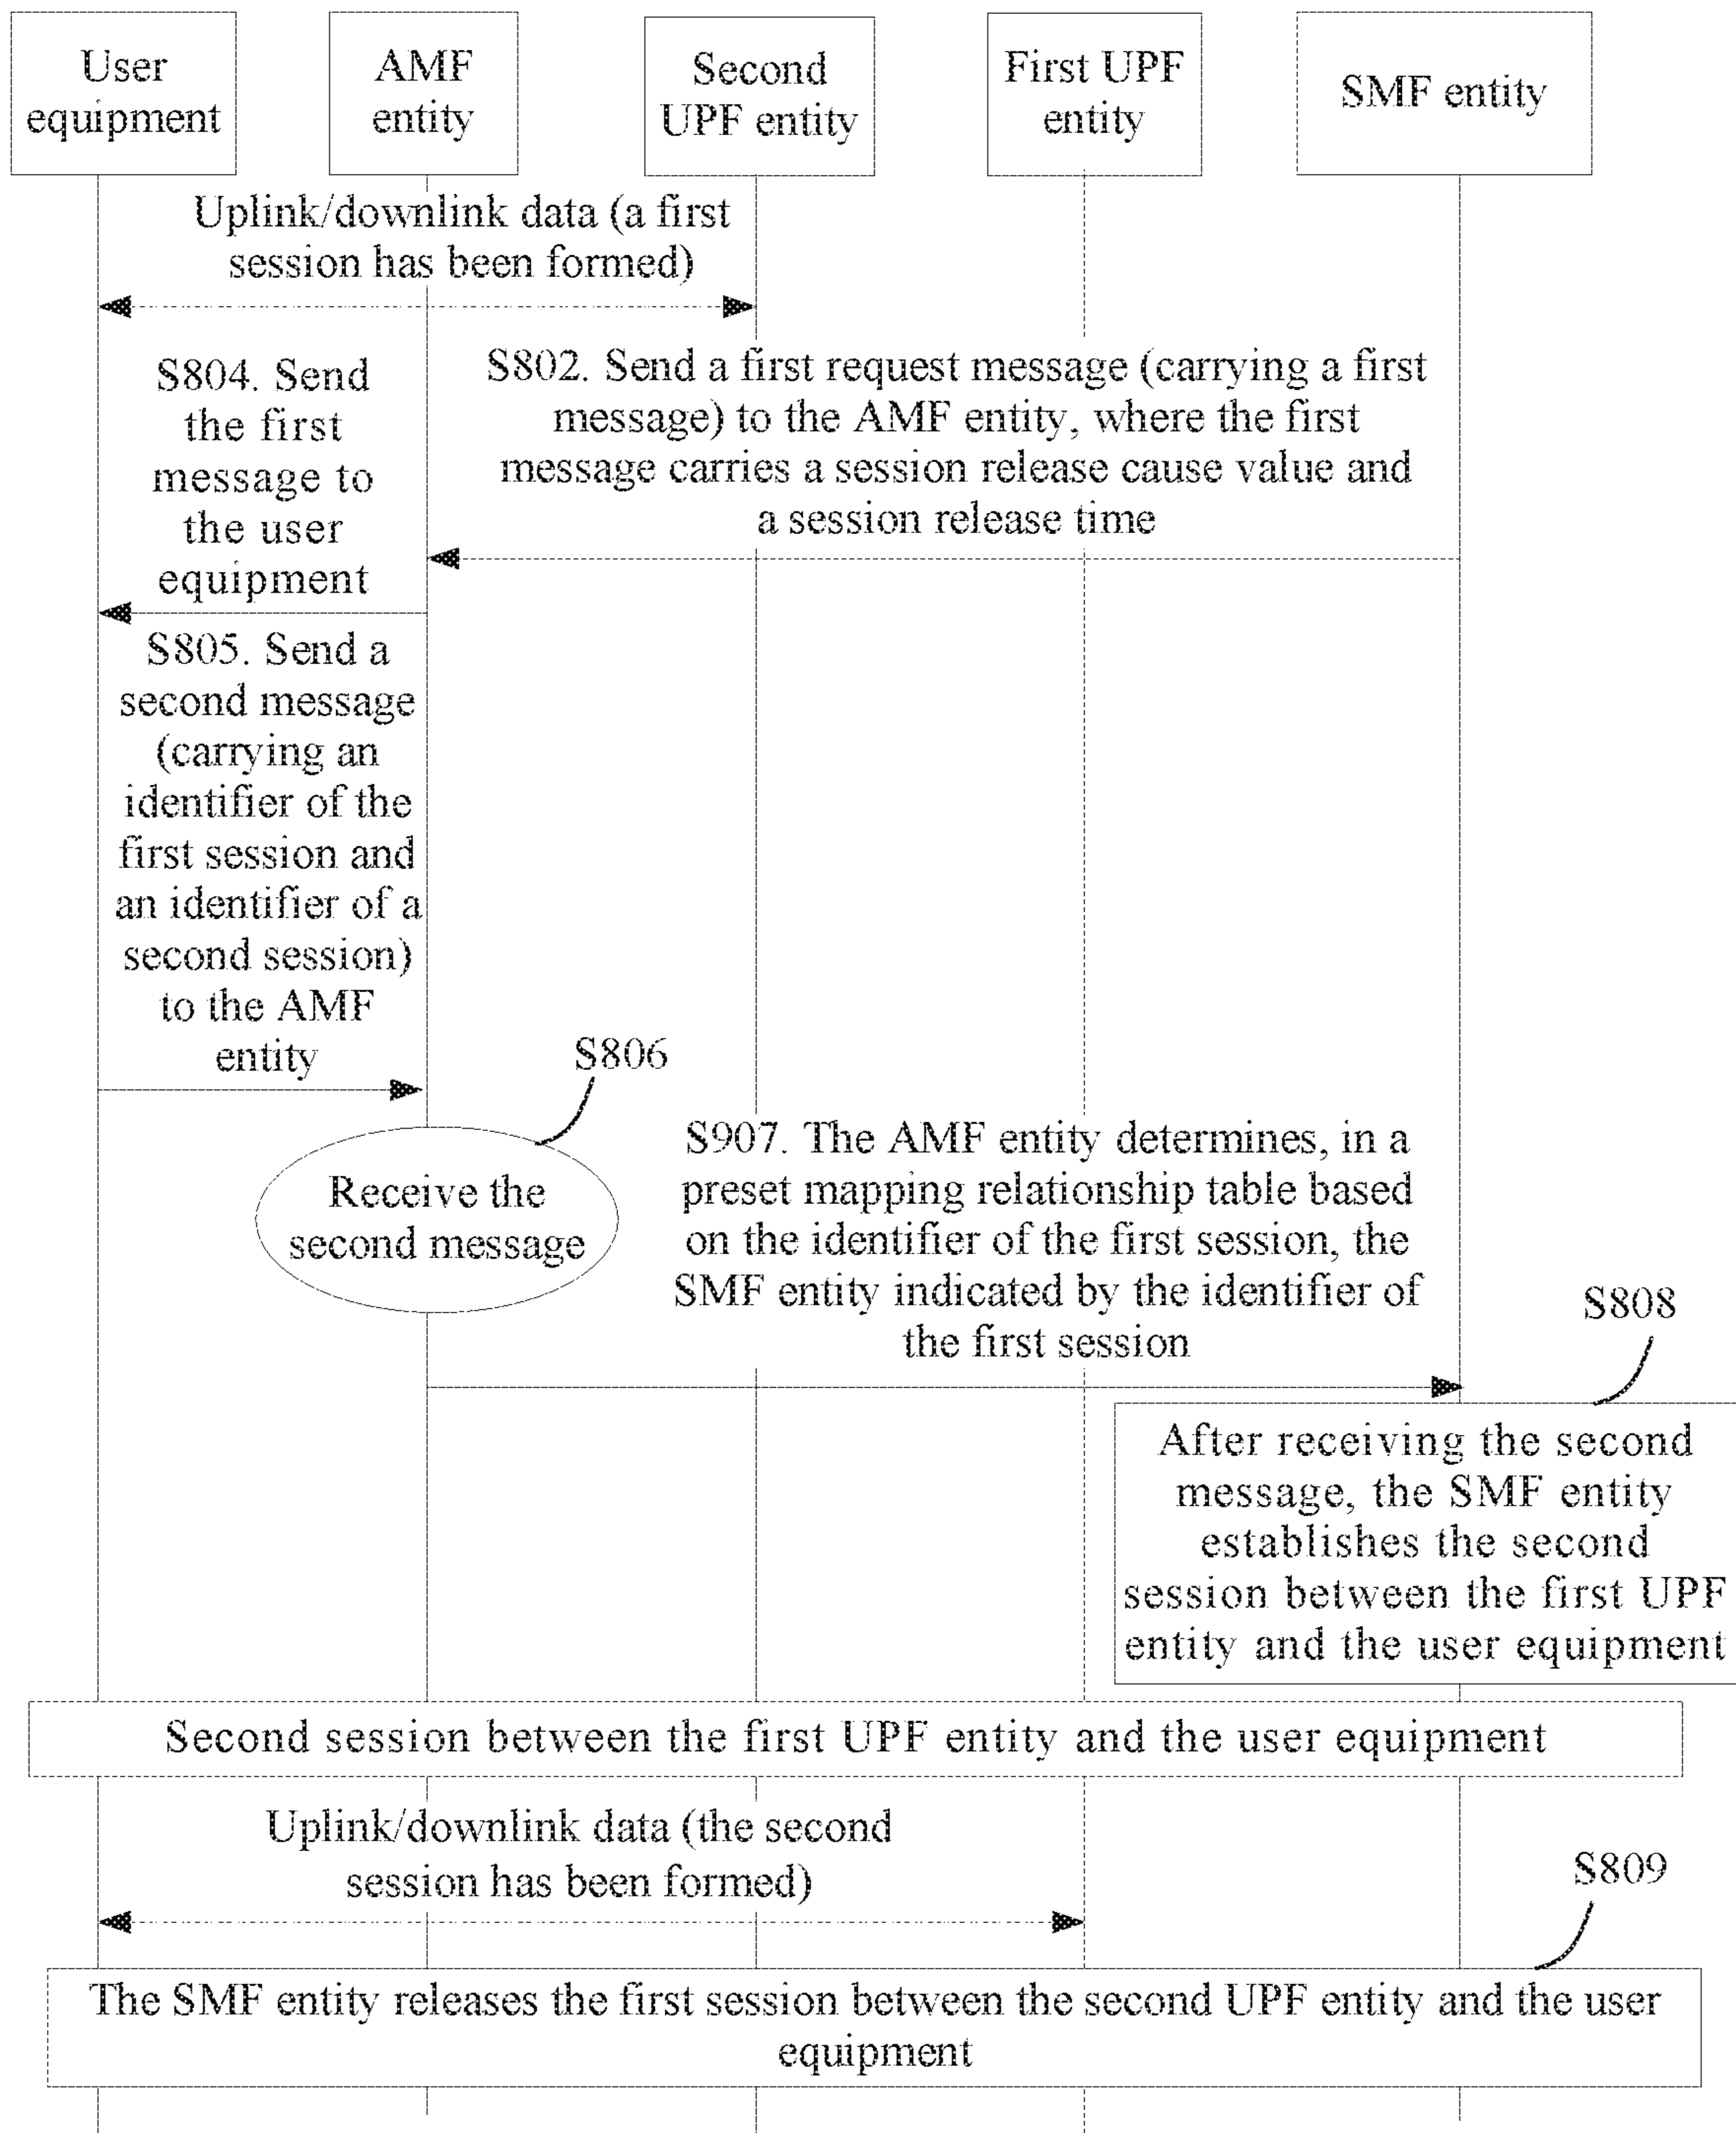 User
equipment
AMF
entity
Second
UPF entity
First UPF
entity
SMF entity
Uplink/downlink data (a first
session has been formed)
S802. Send a first request message (carrying a first
message) to the AMF entity, where the first
message carries a session release cause value and
a session release time
S804. Send
the first
message to
the user
equipment
S805. Send a
second message
(carrying an
identifier of the
first session and
an identifier of a
second session)
to the AMF
entity
S806
Receive the
second message
S907. The AMF entity determines, in a
preset mapping relationship table based
on the identifier of the first session, the
SMF entity indicated by the identifier of
the first session
S808
After receiving the second
message, the SMF entity
establishes the second
session between the first UPF
entity and the user equipment
Second session between the first UPF entity and the user equipment
Uplink/downlink data (the second
session has been formed)
S809
The SMF entity releases the first session between the second UPF entity and the user
equipment